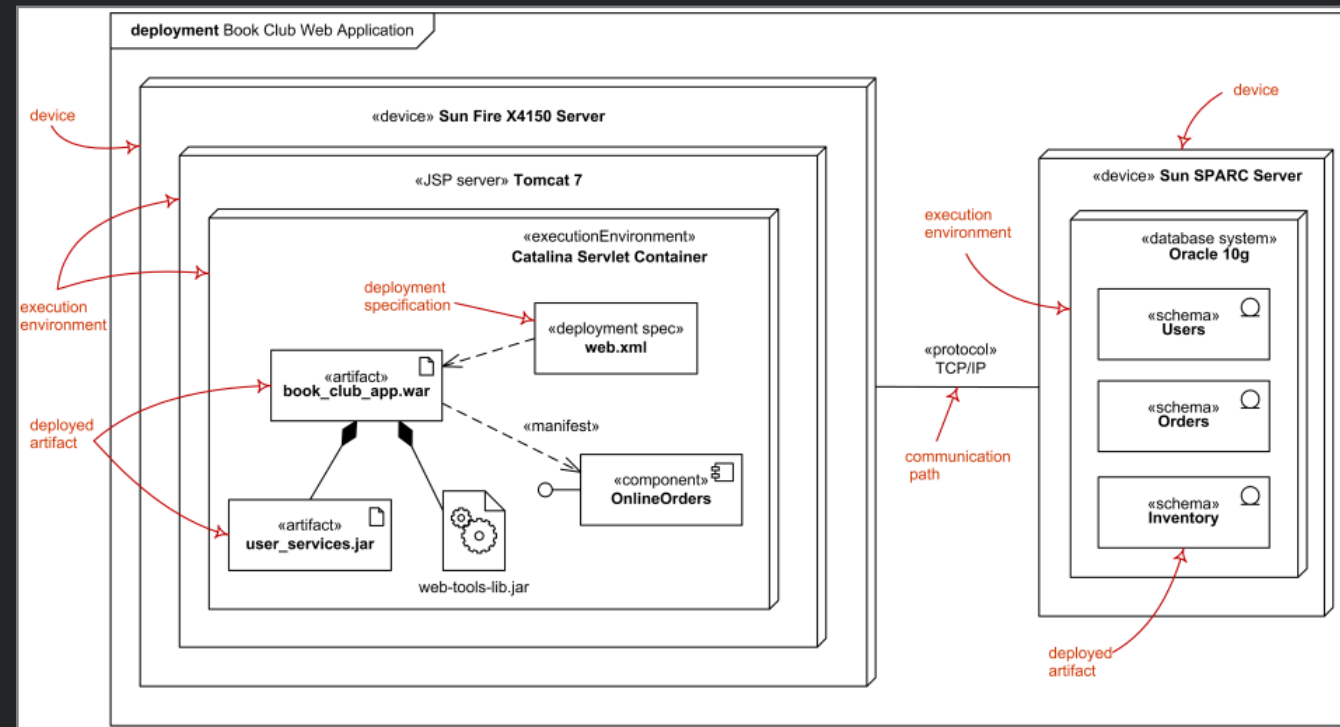 deployment Book Club Web Application
device
«device» Sun Fire X4150 Server
«JSP server» Tomcat 7
«executionEnvironment»
Catalina Servlet Container
execution
environment
deployment
specification
«deployment spec»
web.xml
«artifact»
book_club_app.war
deployed
artifact
«manifest»
«component»
OnlineOrders
«artifact»
user_services.jar
web-tools-lib.jar
«protocol»
TCP/IP
communication
path
device
«device» Sun SPARC Server
execution
environment
«database system»
Oracle 10g
«schema»
Users
«schema»
Orders
«schema»
Inventory
deployed
artifact